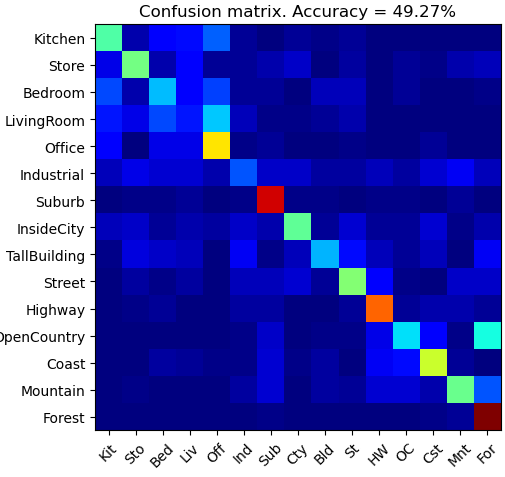 Confusion matrix. Accuracy = 49.27%
Kitchen
Store
Bedroom
LivingRoom
Office
Industrial
Suburb
InsideCity
TallBuilding
Street
Highway
OpenCountry
Coast
Mountain
Forest
Kit Sto Bed Liv Off Ind Sub Cty Bld St HW OC Cst Mnt For